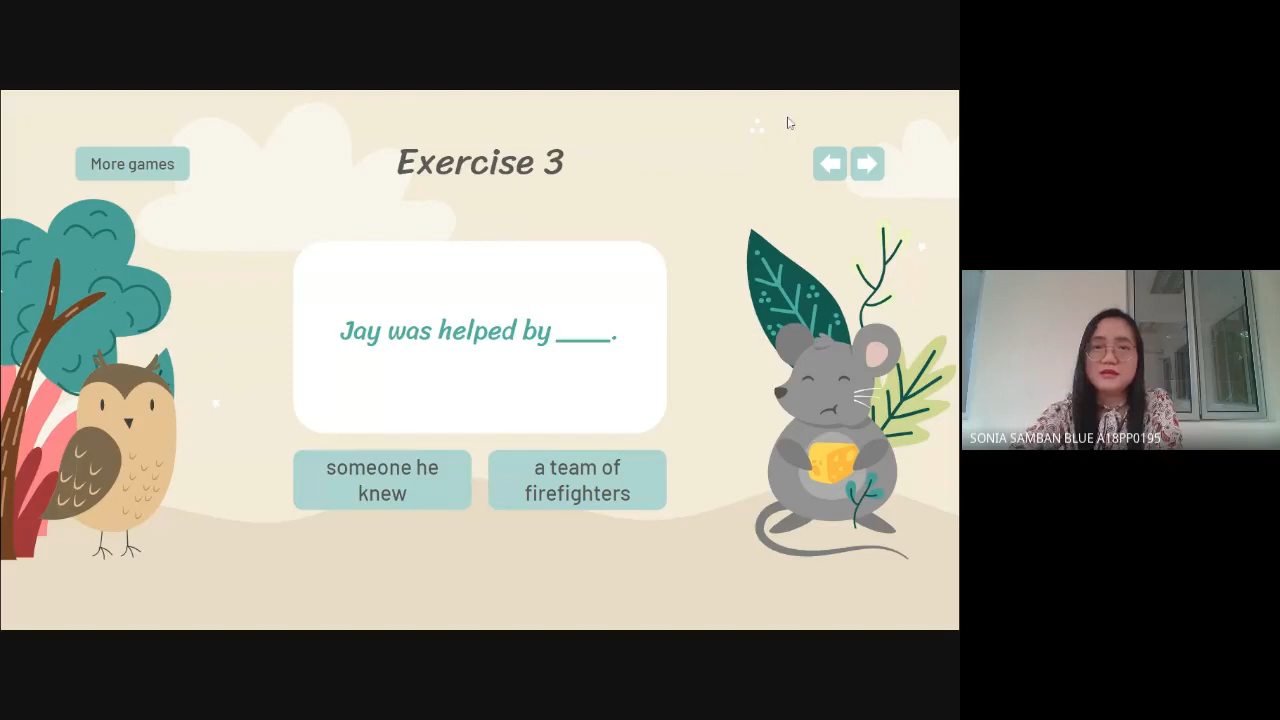 More games
Exercise 3
Jay was helped by ____.
someone he
knew
a team of
firefighters
SONIA SAMBAN BLUE A18PP0195